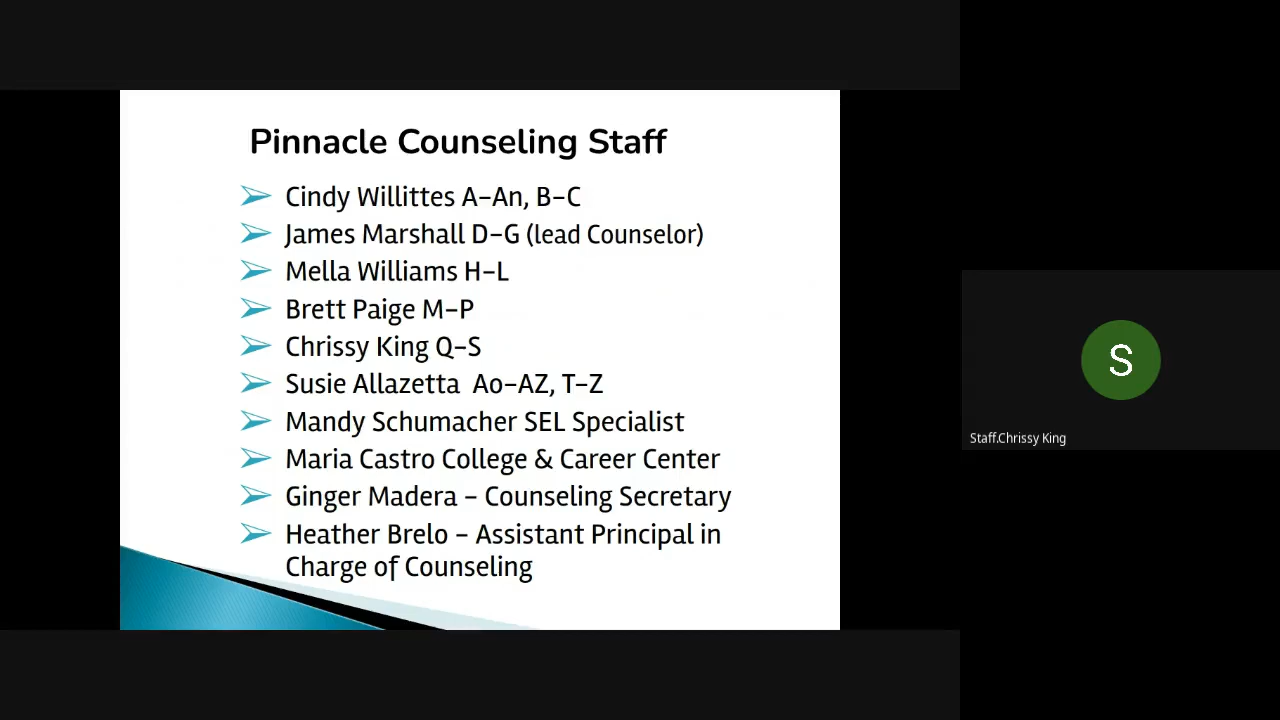 Pinnacle Counseling Staff
Cindy Willittes A-An, B-C
James Marshall D-G (lead Counselor)
Mella Williams H-L
Brett Paige M-P
Chrissy King Q-S
Susie Allazetta Ao-AZ, T-Z
Mandy Schumacher SEL Specialist
Maria Castro College & Career Center
Ginger Madera - Counseling Secretary
Heather Brelo - Assistant Principal in
Charge of Counseling
S
Staff.Chrissy King